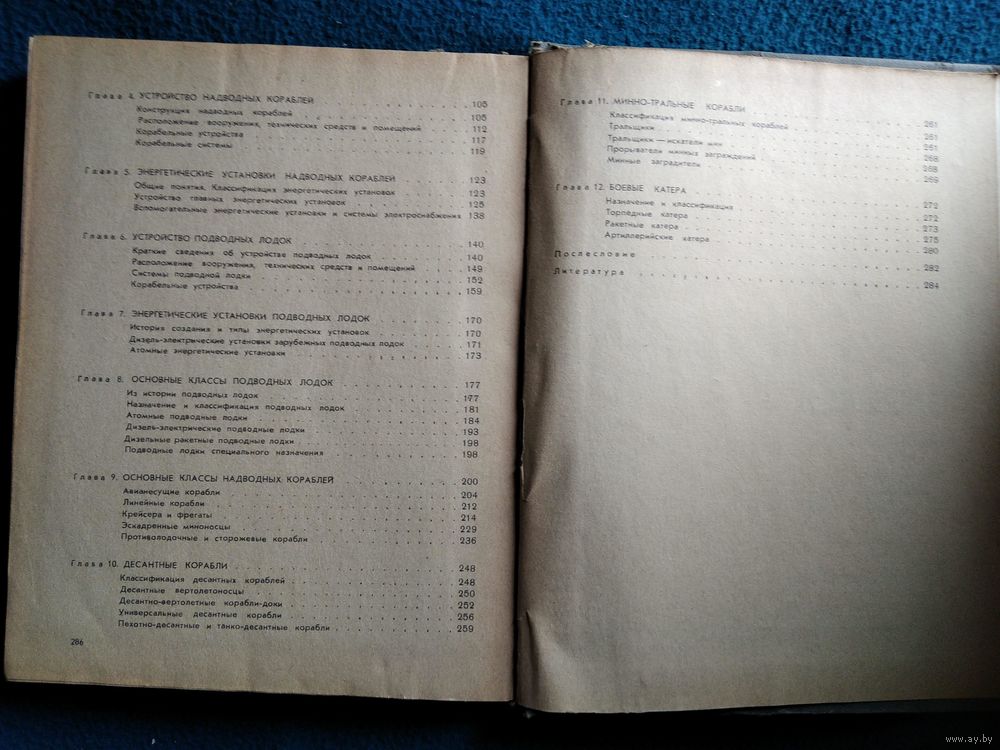 Глава 4. УСТРОЙСТВО НАДВОДНЫХ КОРАБЛЕЙ 105
Конструкция надводных кораблей 105
Расположение вооружения, технических средств и помещений 112
Корабельные устройства 117
Корабельные системы 119
Глава 5. ЭНЕРГЕТИЧЕСКИЕ УСТАНОВКИ НАДВОДНЫХ КОРАБЛЕЙ 123
Общие понятия. Классификация энергетических установок 123
Устройство главных энергетических установок 125
Вспомогательные энергетические установки и системы электроснабжения 138
Глава 6. УСТРОЙСТВО ПОДВОДНЫХ ЛОДОК 140
Краткие сведения об устройстве подводных лодок 140
Расположение вооружения, технических средств и помещений 149
Системы подводной лодки 152
Корабельные устройства 159
Глава 7. ЭНЕРГЕТИЧЕСКИЕ УСТАНОВКИ ПОДВОДНЫХ ЛОДОК 170
История создания и типы энергетических установок 170
Дизель-электрические установки зарубежных подводных лодок 171
Атомные энергетические установки 173
Глава 8. ОСНОВНЫЕ КЛАССЫ ПОДВОДНЫХ ЛОДОК 177
Из истории подводных лодок 177
Назначение и классификация подводных лодок 181
Атомные подводные лодки 184
Дизель-электрические подводные лодки 193
Дизельные ракетные подводные лодки 198
Подводные лодки специального назначения 198
Глава 9. ОСНОВНЫЕ КЛАССЫ НАДВОДНЫХ КОРАБЛЕЙ 200
Авианесущие корабли 204
Линейные корабли 212
Крейсера и фрегаты 214
Эскадренные миноносцы 229
Противолодочные и сторожевые корабли 236
Глава 10. ДЕСАНТНЫЕ КОРАБЛИ 248
Классификация десантных кораблей 248
Десантные вертолетоносцы 250
Десантно-вертолетные корабли-доки 252
Универсальные десантные корабли 256
Пехотно-десантные и танко-десантные корабли 259
286
Глава 11. МИННО-ТРАЛЬНЫЕ КОРАБЛИ 261
Классификация минно-тральных кораблей 261
Тральщики 261
Тральщики — искатели мин 268
Прорыватели минных заграждений 268
Минные заградители 269
Глава 12. БОЕВЫЕ КАТЕРА 272
Назначение и классификация 272
Торпедные катера 273
Ракетные катера 275
Артиллерийские катера 280
Послесловие 282
Литература 284
www.ay.by